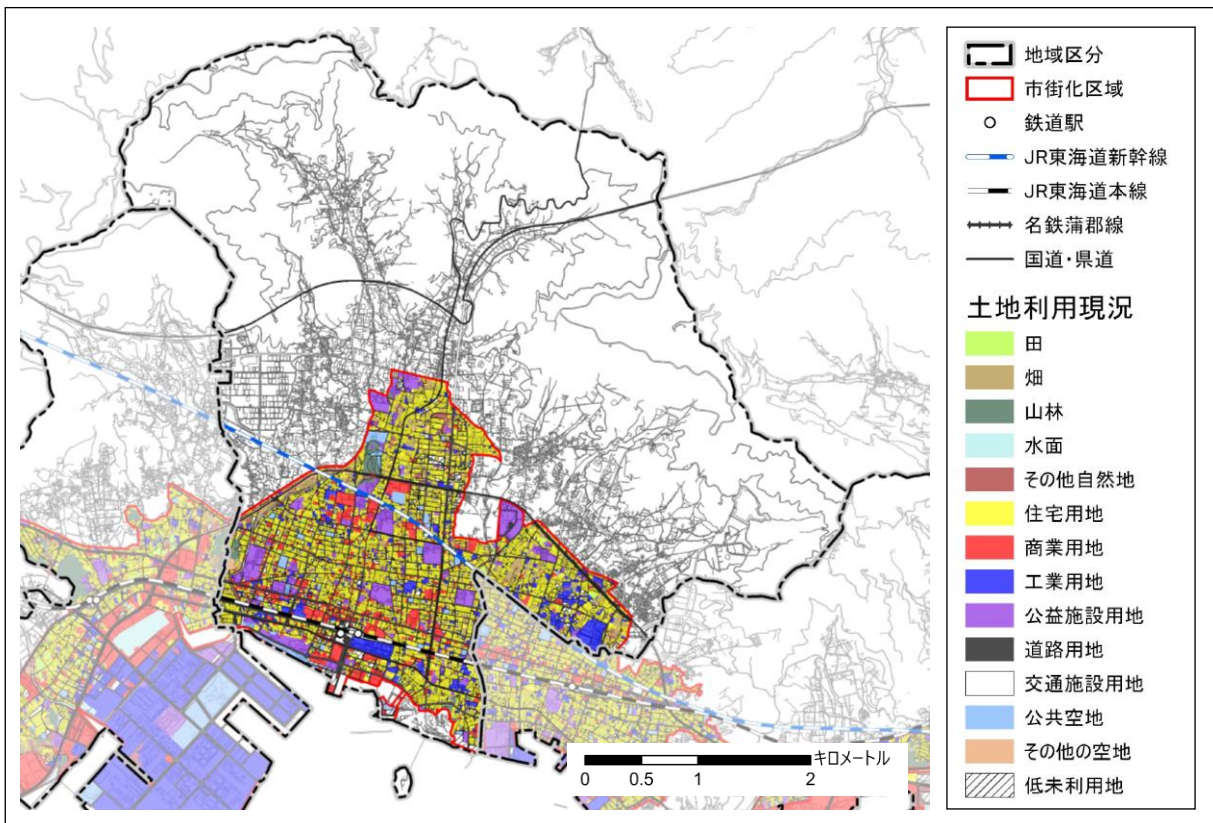 地域区分
市街化区域
鉄道駅
JR東海道新幹線
JR東海道本線
名鉄蒲郡線
国道・県道
土地利用現況
田
畑
山林
水面
その他自然地
住宅用地
商業用地
工業用地
公益施設用地
道路用地
交通施設用地
公共空地
その他の空地
低未利用地
キロメートル
0 0.5 1 2